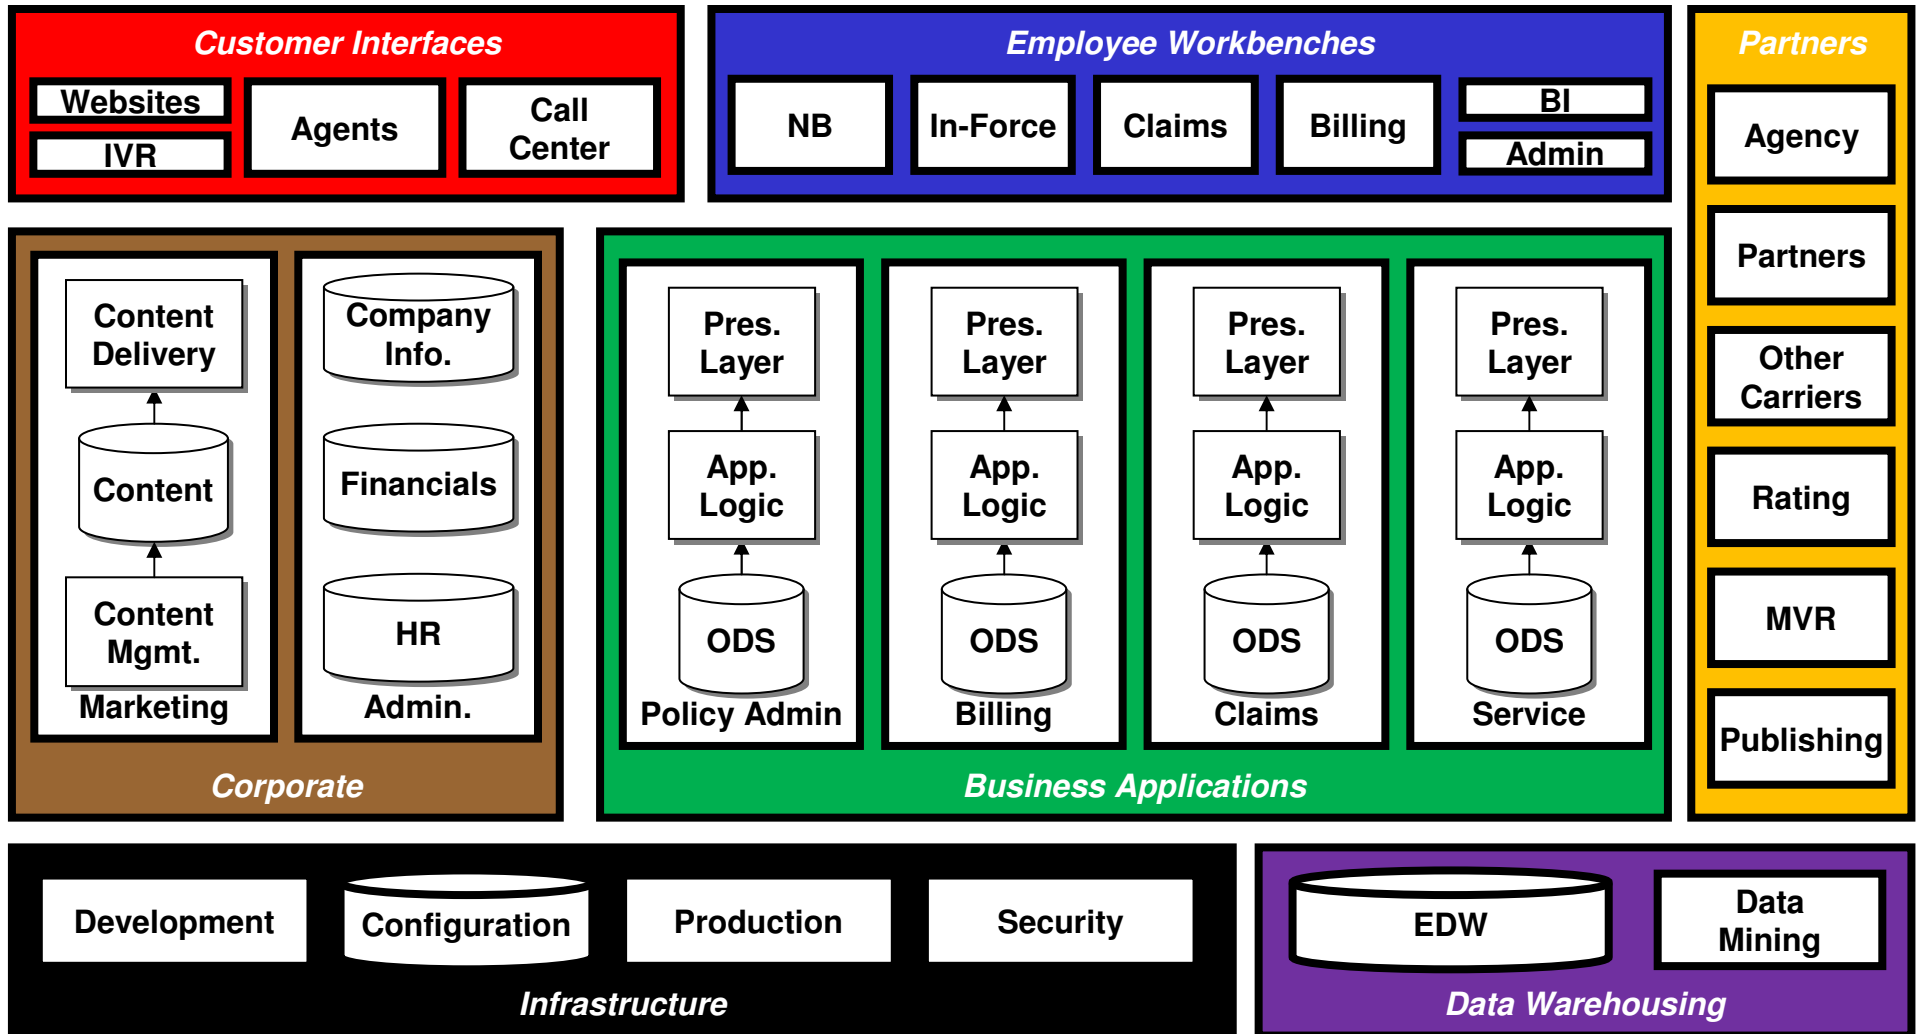 Customer Interfaces
Websites
IVR
Agents
Call
Center
Employee Workbenches
NB
In-Force
Claims
Billing
BI
Admin
Partners
Agency
Partners
Other
Carriers
Rating
MVR
Publishing
Content
Delivery
Content
Content
Mgmt.
Marketing
Company
Info.
Financials
HR
Admin.
Corporate
Pres.
Layer
App.
Logic
ODS
Policy Admin
Pres.
Layer
App.
Logic
ODS
Billing
Pres.
Layer
App.
Logic
ODS
Claims
Pres.
Layer
App.
Logic
ODS
Service
Business Applications
Development
Configuration
Production
Security
Infrastructure
EDW
Data
Mining
Data Warehousing